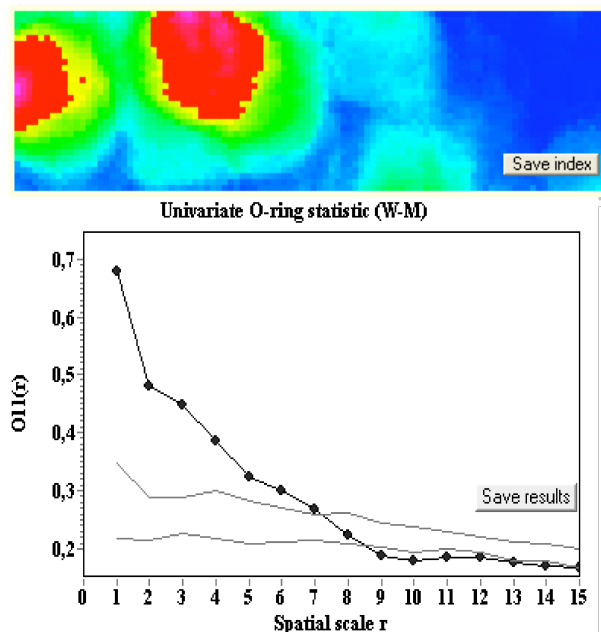 Save index
Univariate O-ring statistic (W-M)
0,7
0,6
0,5
0,4
0,3
0,2
O11(r)
Save results
0 1 2 3 4 5 6 7 8 9 10 11 12 13 14 15
Spatial scale r